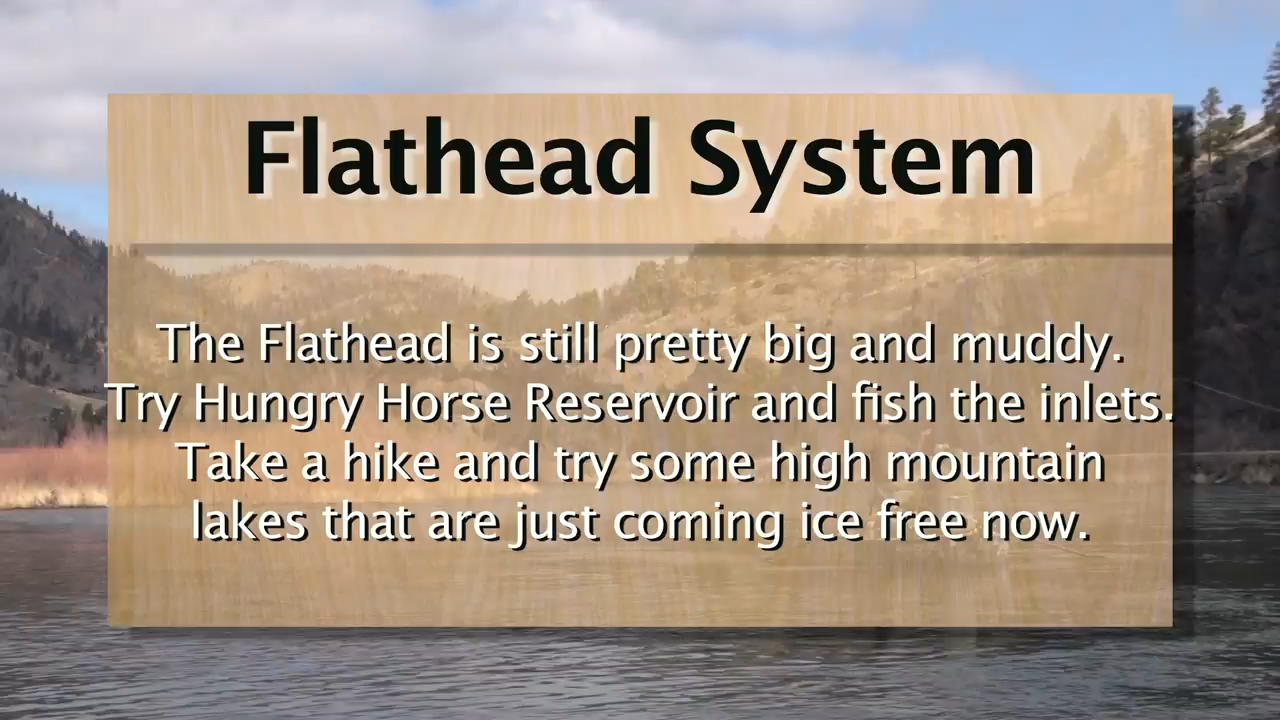 Flathead System
The Flathead is still pretty big and muddy.
Try Hungry Horse Reservoir and fish the inlets.
Take a hike and try some high mountain
lakes that are just coming ice free now.